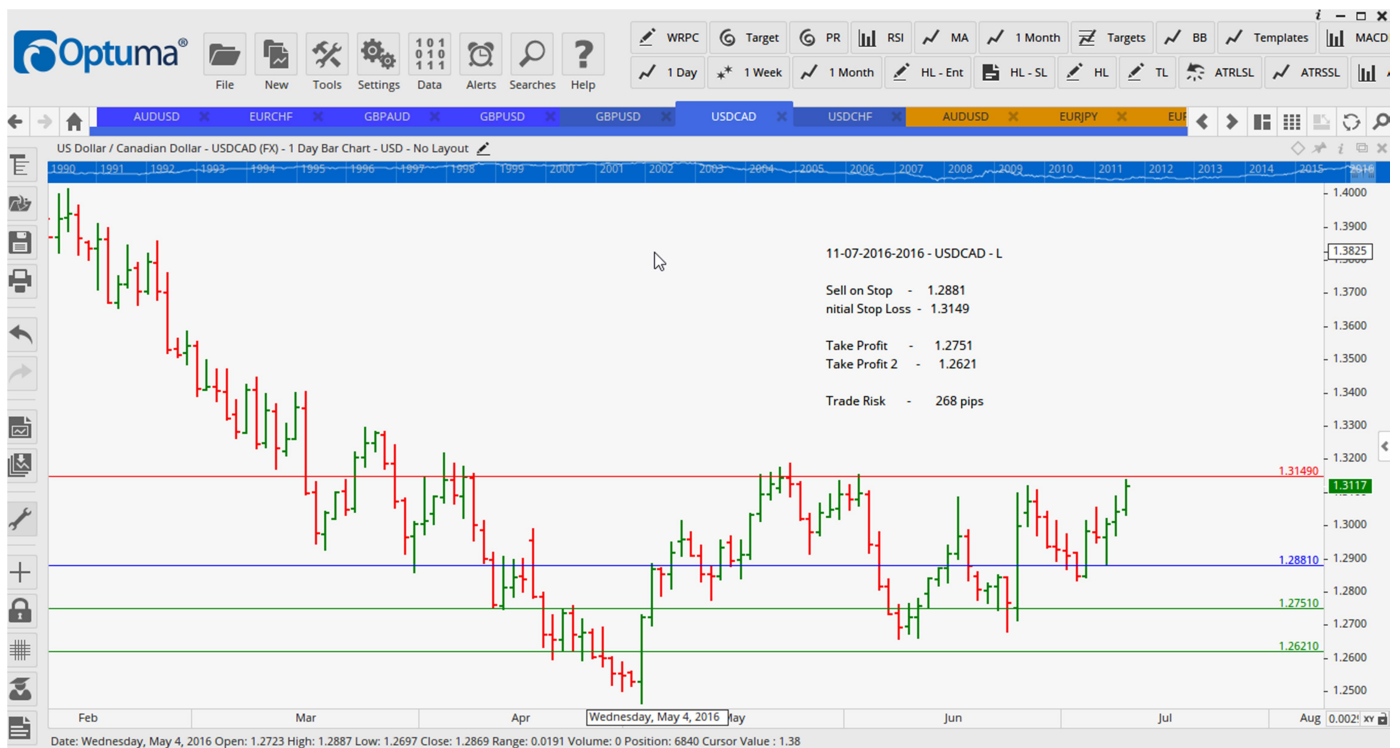 i
Optuma®
File
New
Tools
Settings
101
010
111
Data
Alerts
Searches
?
Help
WRPC Target PR RSI MA 1 Month Targets BB Templates MACD
1 Day 1 Week 1 Month HL - Ent HL - SL HL TL ATRLSL ATRSSL
AUDUSD EURCHF GBPAUD GBPUSD GBPUSD USDCAD USDCHF AUDUSD EURJPY EUR
US Dollar / Canadian Dollar - USDCAD (FX) - 1 Day Bar Chart - USD - No Layout
1990 1991 1992 1993 1994 1995 1996 1997 1998 1999 2000 2001 2002 2003 2004 2005 2006 2007 2008 2009 2010 2011 2012 2013 2014 2015 2016
11-07-2016-2016 - USDCAD - L
Sell on Stop - 1.2881
nitial Stop Loss - 1.3149
Take Profit - 1.2751
Take Profit 2 - 1.2621
Trade Risk - 268 pips
1.4000
1.3900
1.3825
1.3700
1.3600
1.3500
1.3400
1.3300
1.3200
1.31490
1.3117
1.3000
1.2900
1.28810
1.2800
1.27510
1.2700
1.26210
1.2600
1.2500
Feb Mar Apr Wednesday, May 4, 2016 May Jun Jul Aug 0.002 XY
Date: Wednesday, May 4, 2016 Open: 1.2723 High: 1.2887 Low: 1.2697 Close: 1.2869 Range: 0.0191 Volume: 0 Position: 6840 Cursor Value : 1.38